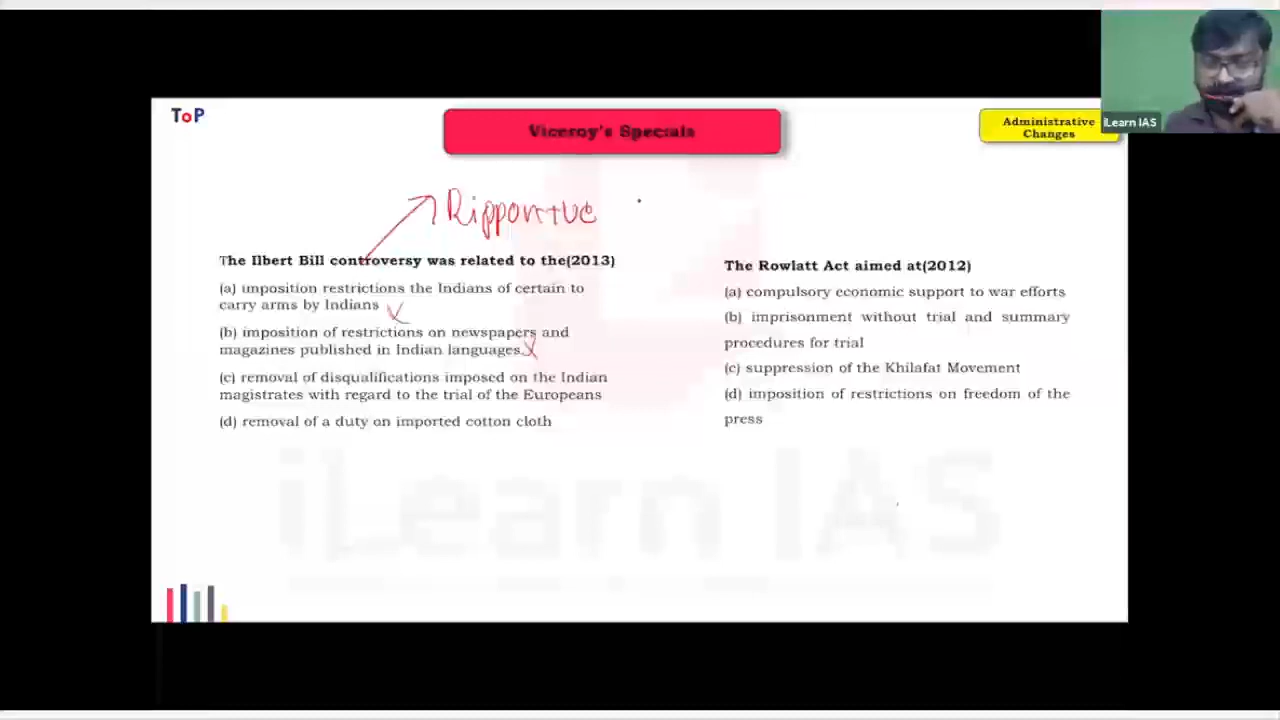 ToP
Viceroy's Specials
Administrative
Changes
iLearn IAS
Rippon +ve
The Ilbert Bill controversy was related to the(2013)
(a) imposition restrictions the Indians of certain to
carry arms by Indians
(b) imposition of restrictions on newspapers and
magazines published in Indian languages
(c) removal of disqualifications imposed on the Indian
magistrates with regard to the trial of the Europeans
(d) removal of a duty on imported cotton cloth
The Rowlatt Act aimed at(2012)
(a) compulsory economic support to war efforts
(b) imprisonment without trial and summary
procedures for trial
(c) suppression of the Khilafat Movement
(d) imposition of restrictions on freedom of the
press
iLearn IAS